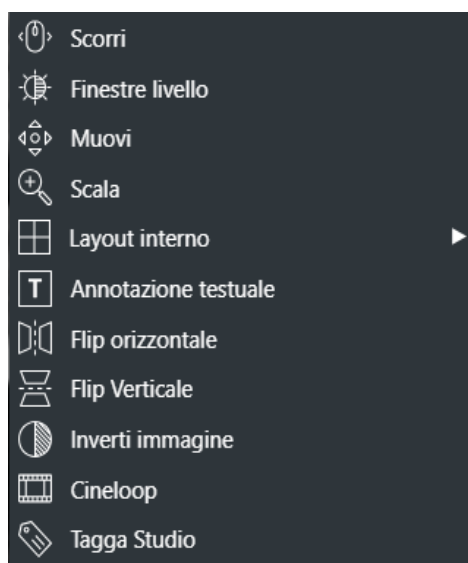 Scorri
Finestre livello
Muovi
Scala
Layout interno
T Annotazione testuale
Flip orizzontale
Flip Verticale
Inverti immagine
Cineloop
Tagga Studio